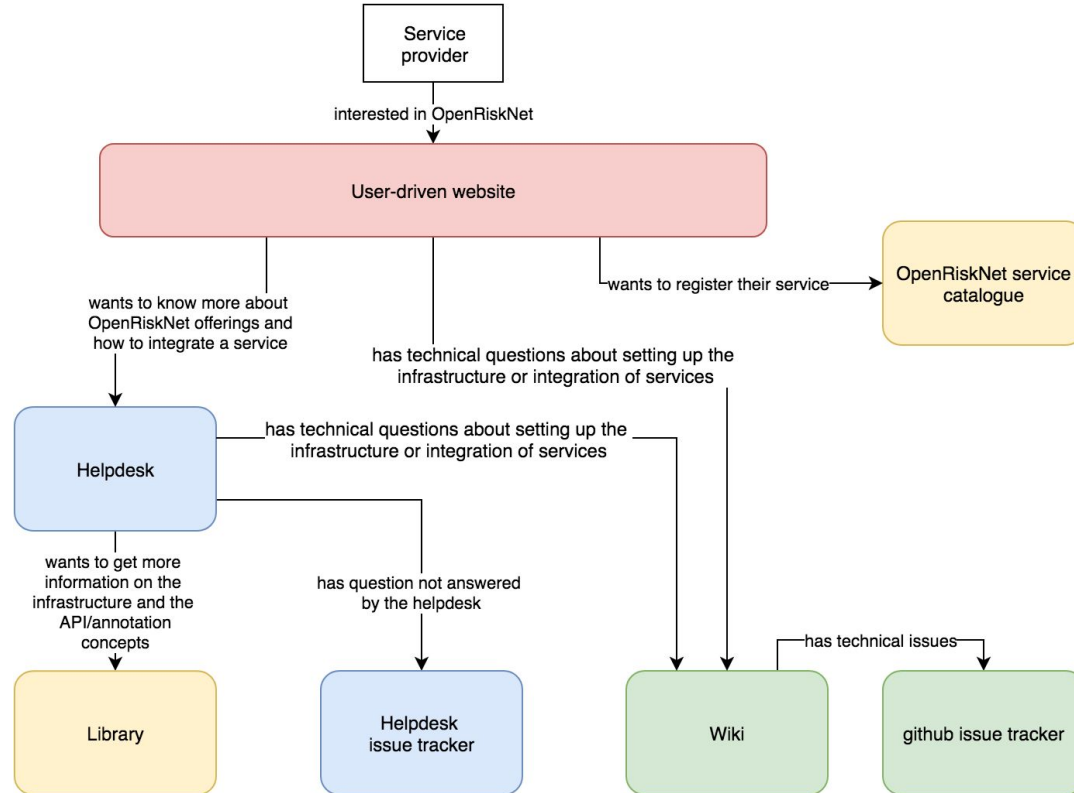 Service
provider
interested in OpenRiskNet
User-driven website
wants to know more about
OpenRiskNet offerings and
how to integrate a service
wants to register their service
OpenRiskNet service
catalogue
has technical questions about setting up the
infrastructure or integration of services
Helpdesk
has technical questions about setting up the
infrastructure or integration of services
wants to get more
information on the
infrastructure and the
API/annotation
concepts
has question not answered
by the helpdesk
has technical issues
Library
Helpdesk
issue tracker
Wiki
github issue tracker